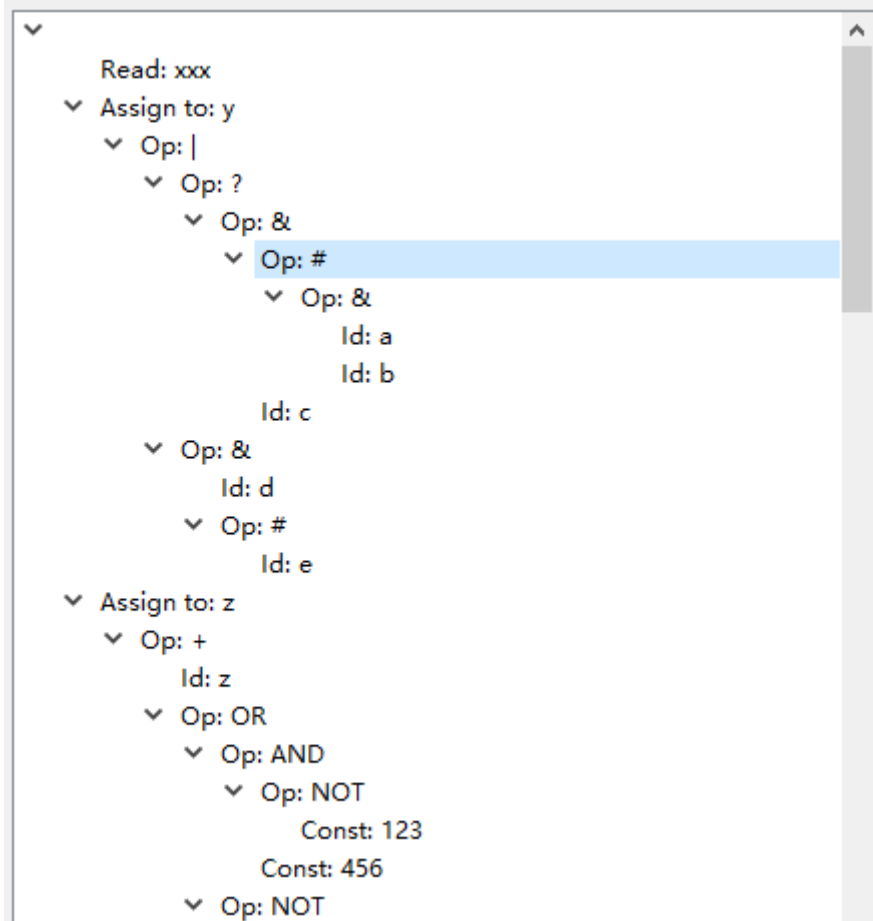 Read: xxx
Assign to: y
Op: |
Op: ?
Op: &
Op: #
Op: &
Id: a
Id: b
Id: c
Op: &
Id: d
Op: #
Id: e
Assign to: z
Op: +
Id: z
Op: OR
Op: AND
Op: NOT
Const: 123
Const: 456
Op: NOT